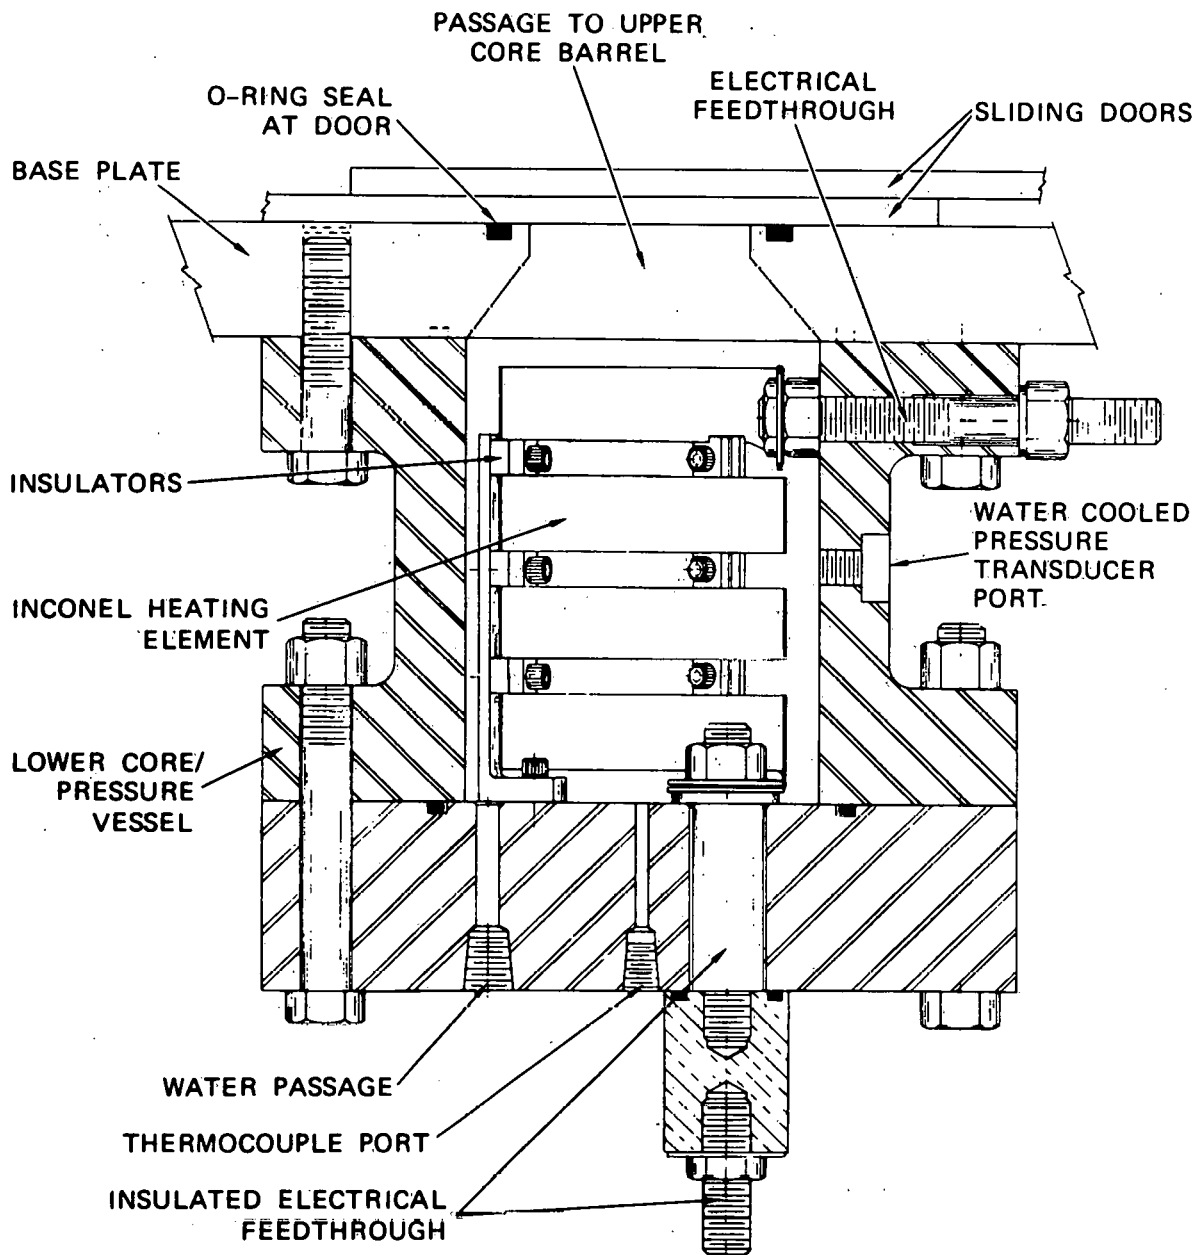 PASSAGE TO UPPER
CORE BARREL
ELECTRICAL
FEEDTHROUGH
O-RING SEAL
AT DOOR
SLIDING DOORS
BASE PLATE
INSULATORS
WATER COOLED
PRESSURE
TRANSDUCER
PORT
INCONEL HEATING
ELEMENT
LOWER CORE/
PRESSURE
VESSEL
WATER PASSAGE
THERMOCOUPLE PORT
INSULATED ELECTRICAL
FEEDTHROUGH